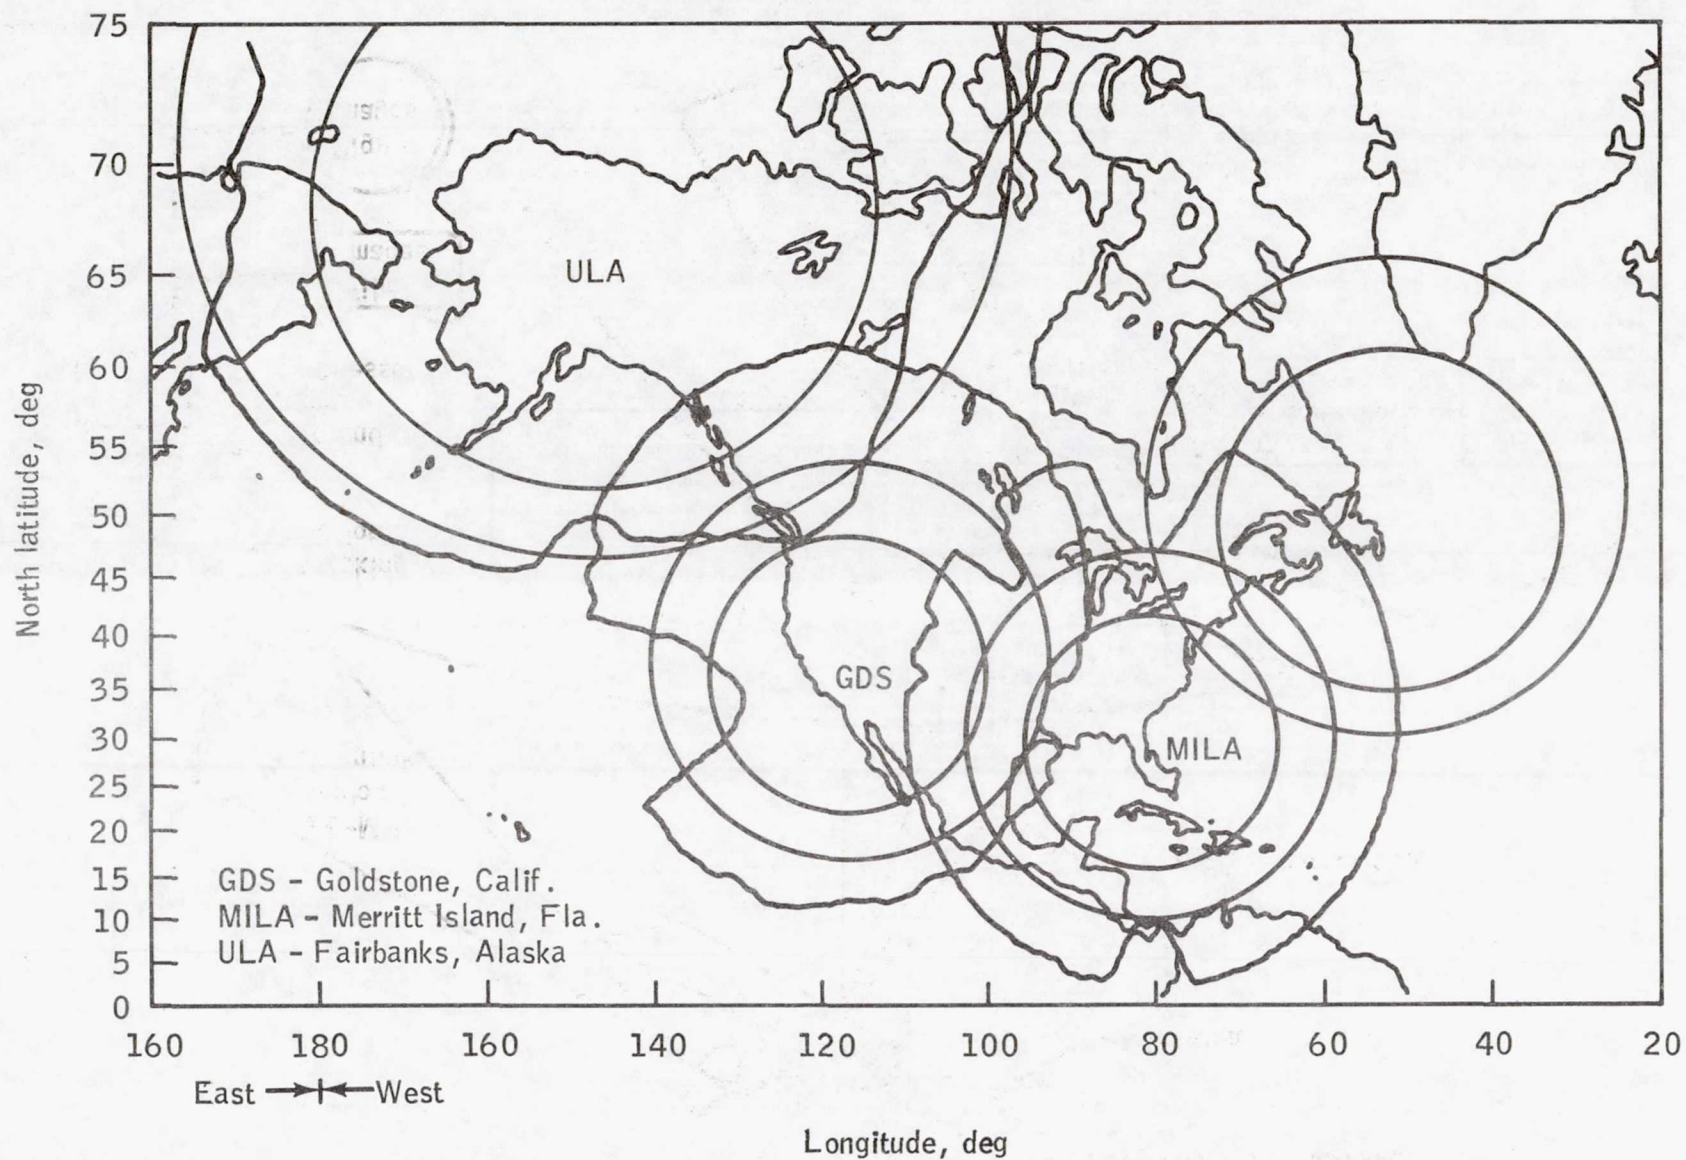 75
70
65
60
55
50
45
40
35
30
25
20
15
10
5
0
North latitude, deg
ULA
GDS
MILA
GDS - Goldstone, Calif.
MILA - Merritt Island, Fla.
ULA - Fairbanks, Alaska
160 180 160 140 120 100 80 60 40 20
East West
Longitude, deg